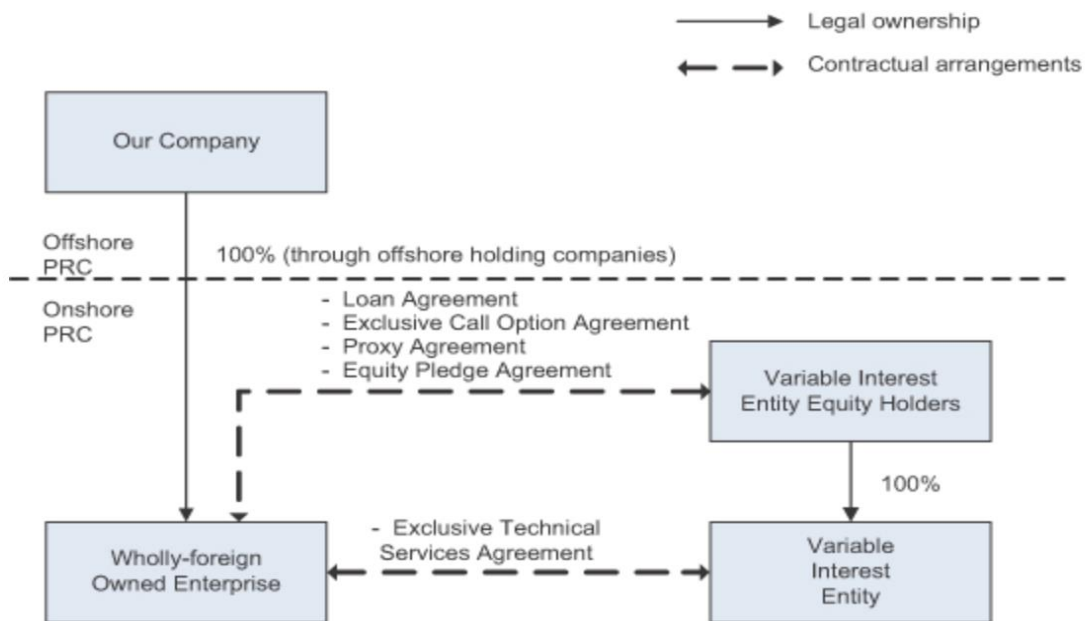 Legal ownership
Contractual arrangements
Our Company
Offshore
PRC
100% (through offshore holding companies)
Onshore
PRC
- Loan Agreement
- Exclusive Call Option Agreement
- Proxy Agreement
- Equity Pledge Agreement
Variable Interest
Entity Equity Holders
100%
- Exclusive Technical
Services Agreement
Wholly-foreign
Owned Enterprise
Variable
Interest
Entity